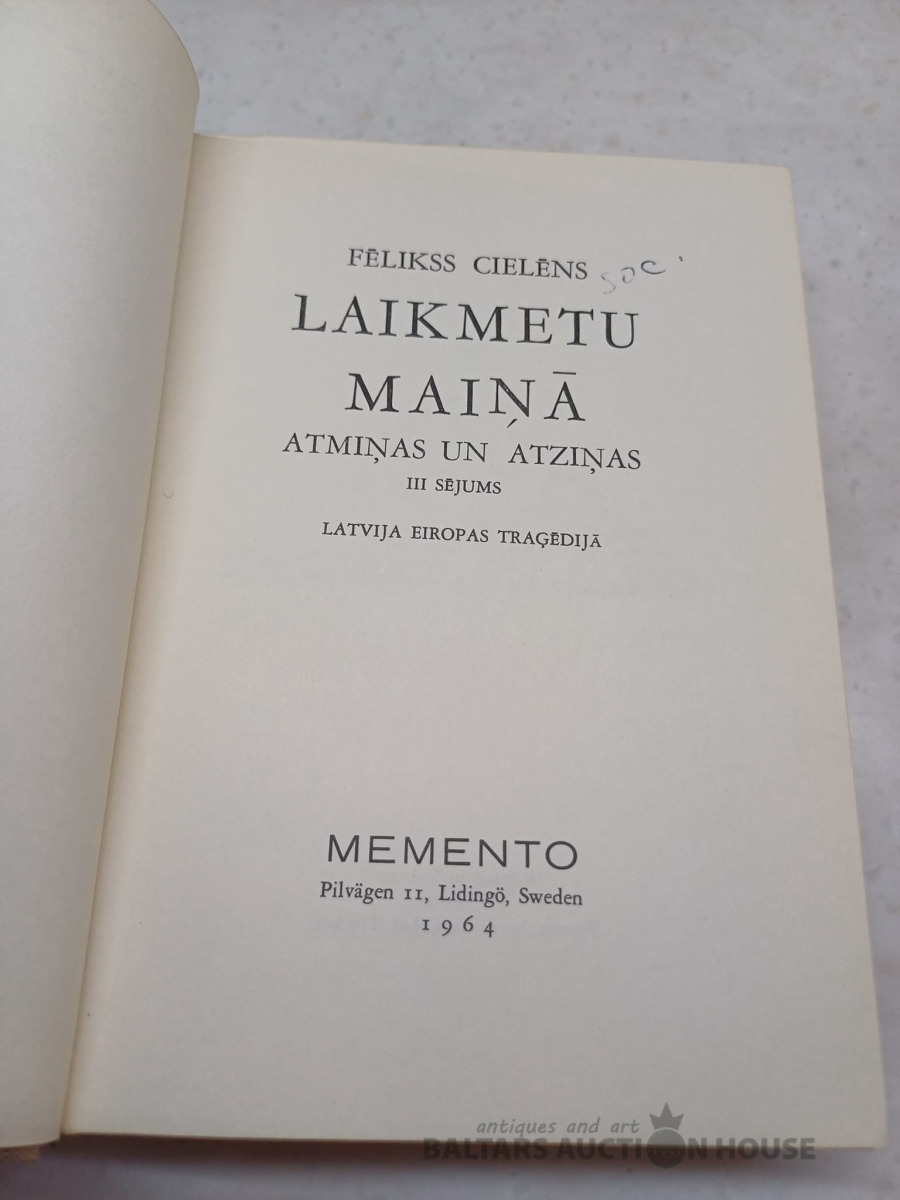 FĒLIKSS CIELĒNS soc.
LAIKMETU
MAIŅĀ
ATMIŅAS UN ATZIŅAS
III SĒJUMS
LATVIJA EIROPAS TRAĢĒDIJĀ
MEMENTO
Pilvägen 11, Lidingö, Sweden
1964
antiques and art
BALTARS AUCTION HOUSE